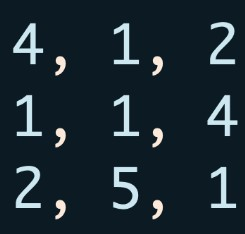 4, 1, 2
1, 1, 4
2, 5, 1